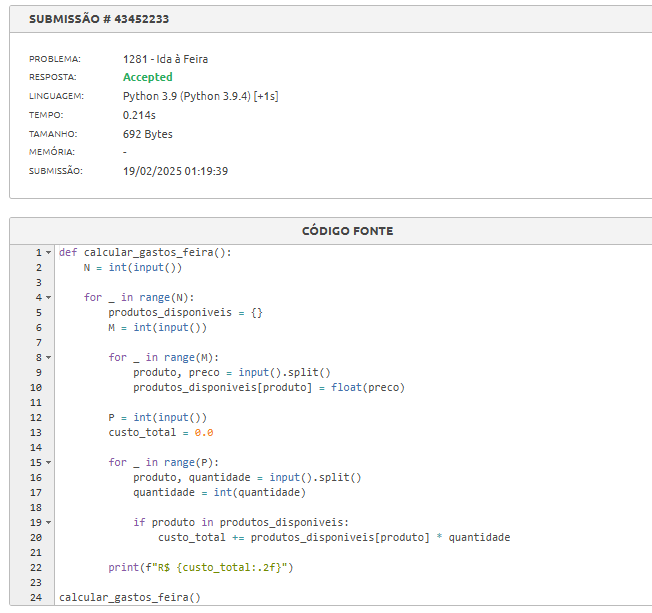 SUBMISSÃO # 43452233
PROBLEMA: 1281 - Ida à Feira
RESPOSTA: Accepted
LINGUAGEM: Python 3.9 (Python 3.9.4) [+1s]
TEMPO: 0.214s
TAMANHO: 692 Bytes
MEMÓRIA: -
SUBMISSÃO: 19/02/2025 01:19:39
CÓDIGO FONTE
1 def calcular_gastos_feira():
2     N = int(input())
3
4     for _ in range(N):
5         produtos_disponiveis = {}
6         M = int(input())
7
8         for _ in range(M):
9             produto, preco = input().split()
10             produtos_disponiveis[produto] = float(preco)
11
12         P = int(input())
13         custo_total = 0.0
14
15         for _ in range(P):
16             produto, quantidade = input().split()
17             quantidade = int(quantidade)
18
19             if produto in produtos_disponiveis:
20                 custo_total += produtos_disponiveis[produto] * quantidade
21
22         print(f"R$ {custo_total:.2f}")
23
24 calcular_gastos_feira()